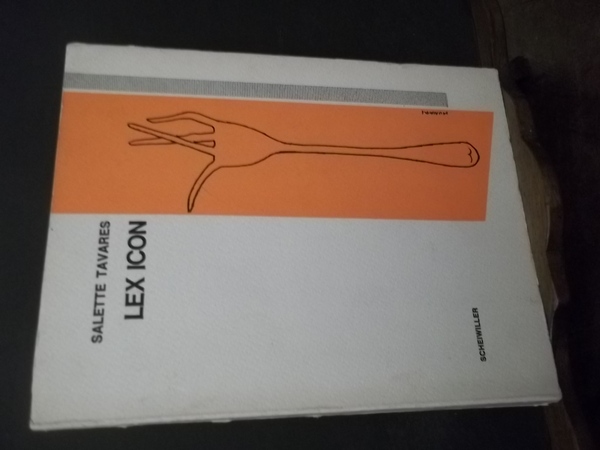 SALETTE TAVARES
LEX ICON
SCHEIWILLER